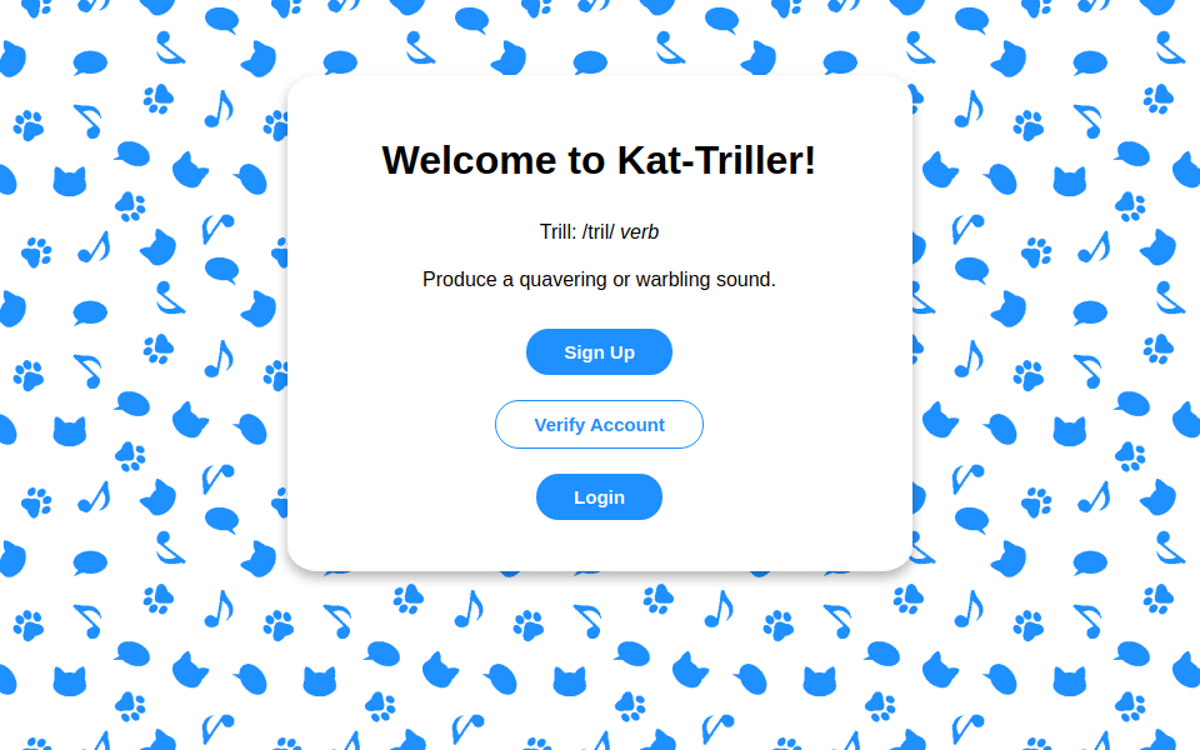 Welcome to Kat-Triller!
Trill: /tril/ verb
Produce a quavering or warbling sound.
Sign Up
Verify Account
Login